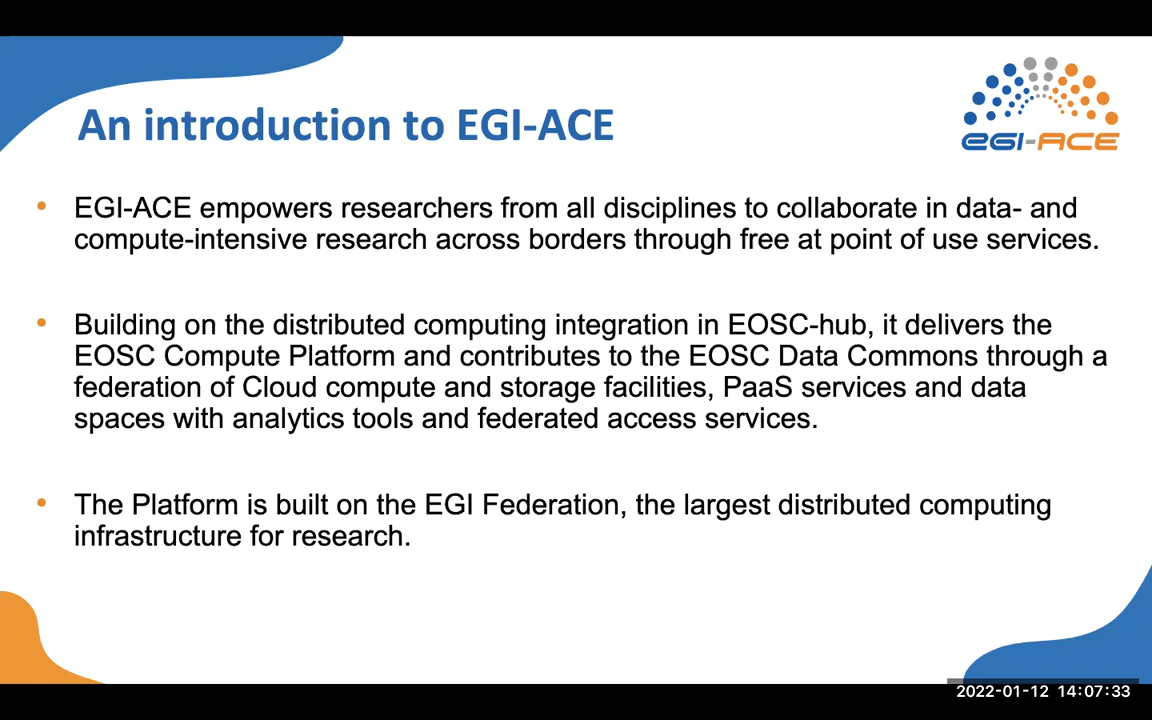 An introduction to EGI-ACE
EGI-ACE
• EGI-ACE empowers researchers from all disciplines to collaborate in data- and
compute-intensive research across borders through free at point of use services.
• Building on the distributed computing integration in EOSC-hub, it delivers the
EOSC Compute Platform and contributes to the EOSC Data Commons through a
federation of Cloud compute and storage facilities, PaaS services and data
spaces with analytics tools and federated access services.
• The Platform is built on the EGI Federation, the largest distributed computing
infrastructure for research.
2022-01-12 14:07:33